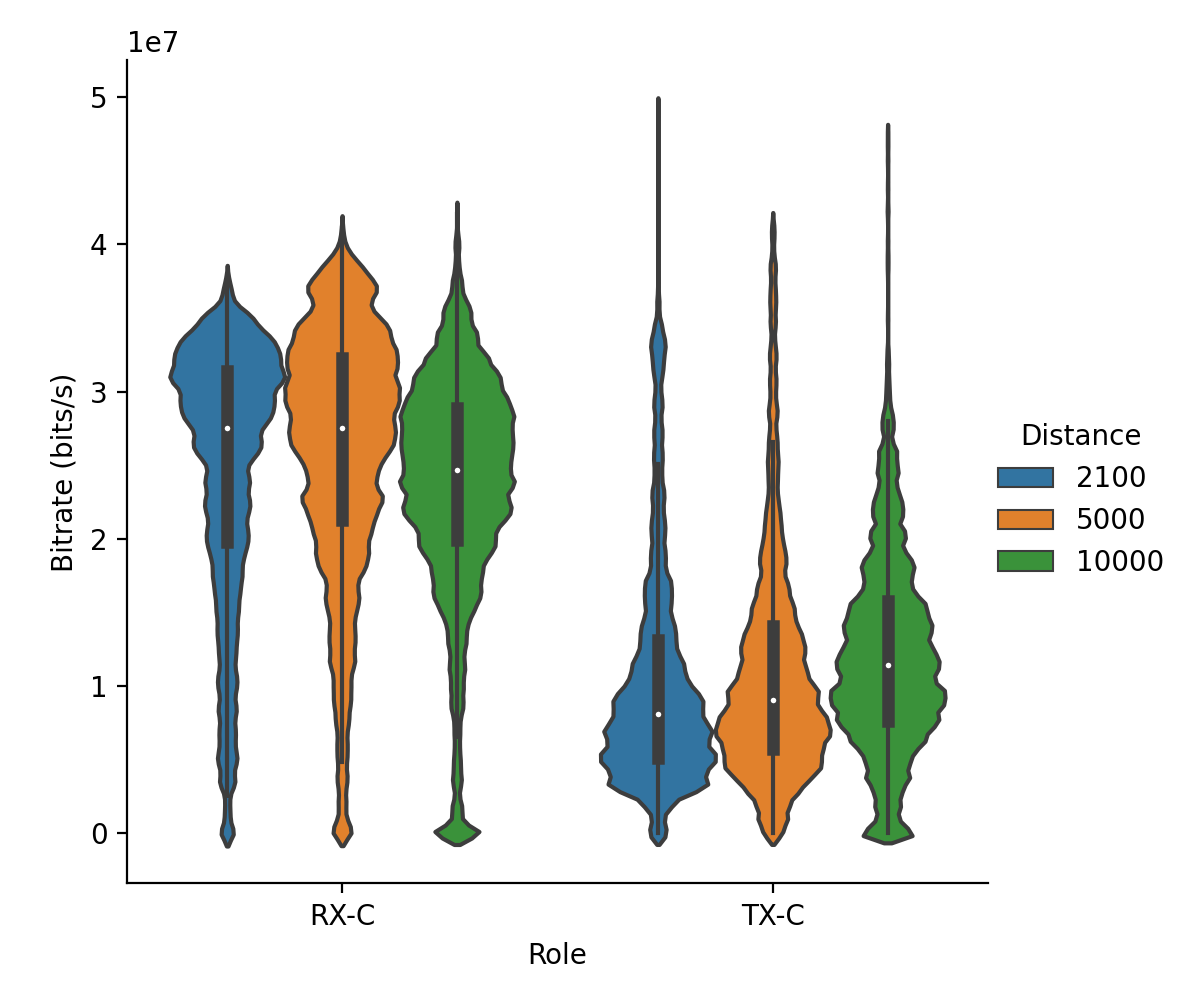 1e7
5
4
3
2
1
0
Bitrate (bits/s)
RX-C
TX-C
Role
Distance
2100
5000
10000